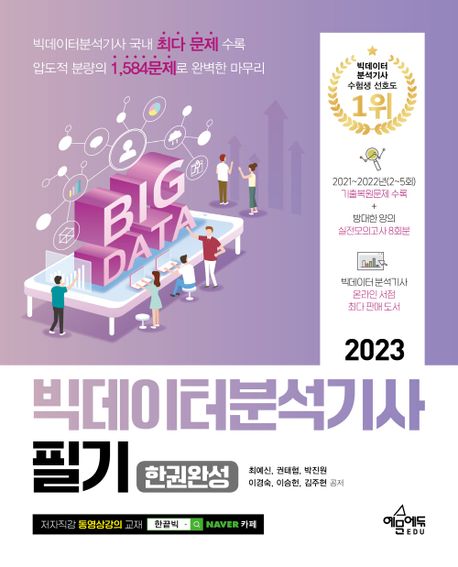 빅데이터분석기사 국내 최다 문제 수록
압도적 분량의 1,584문제로 완벽한 마무리
빅데이터
분석기사
수험생 선호도
1위
2021~2022년(2~5회)
기출복원문제 수록
+
방대한 양의
실전모의고사 8회분
빅데이터 분석기사
온라인 서점
최다 판매 도서
BIG
DATA
2023
빅데이터분석기사
필기 한권완성
최예신, 권태협, 박진원
이경숙, 이승헌, 김주현 공저
저자직강 동영상강의 교재 한끝빅 - NAVER 카페
예문에듀
EDU